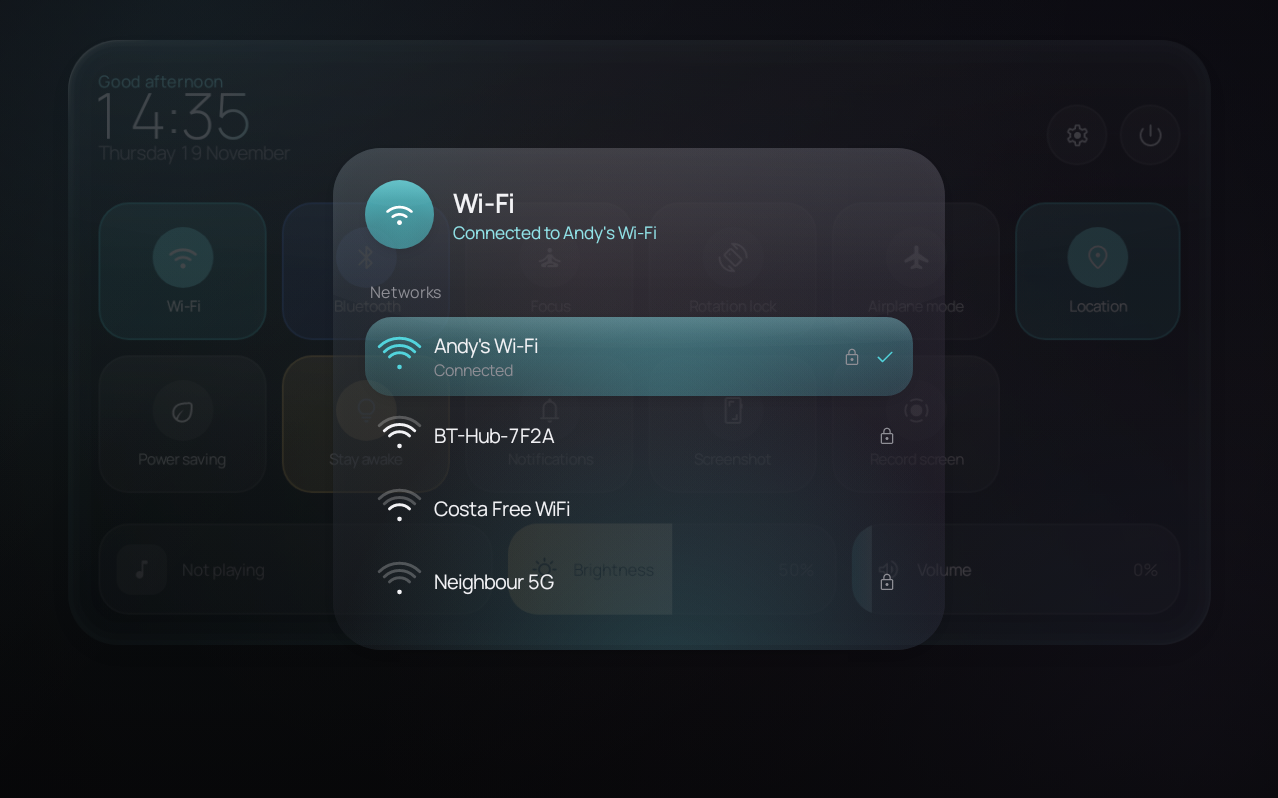 Good afternoon
14:35
Thursday 19 November
Wi-Fi
Connected to Andy's Wi-Fi
Networks
Andy's Wi-Fi
Connected
BT-Hub-7F2A
Costa Free WiFi
Neighbour 5G
Wi-Fi
Bluetooth
Focus
Rotation lock
Airplane mode
Location
Power saving
Stay awake
Notifications
Screenshot
Record screen
Not playing
Brightness
50%
Volume
0%